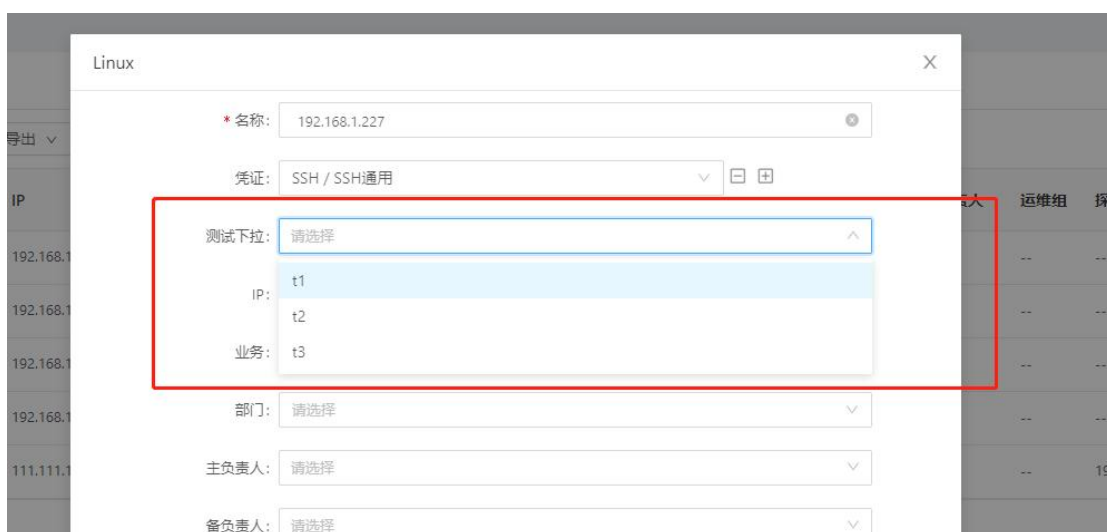 Linux
* 名称: 192.168.1.227
导出
凭证: SSH / SSH通用
IP 运维组 探
测试下拉: 请选择
192.168.1 -- --
t1
IP:
t2
192.168.1 -- --
业务: t3
192.168.1 -- --
部门: 请选择
192.168.1 -- --
主负责人: 请选择
111.111.1 -- 19
备负责人: 请选择